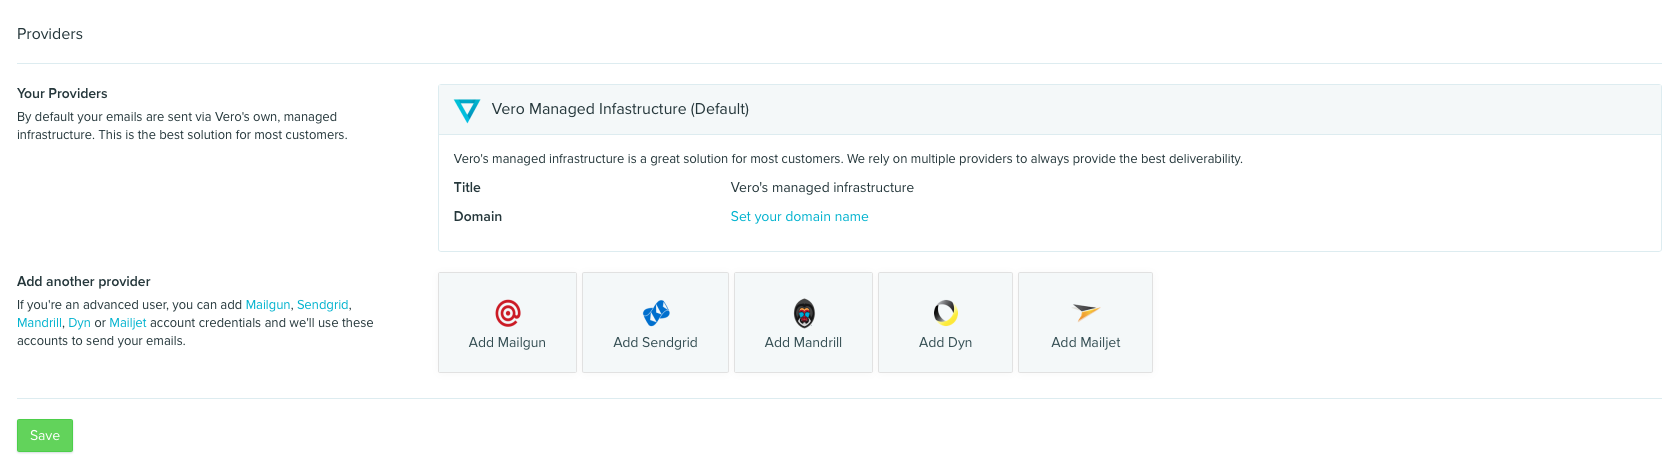 Providers
Your Providers
By default your emails are sent via Vero's own, managed
infrastructure. This is the best solution for most customers.
Vero Managed Infastructure (Default)
Vero's managed infrastructure is a great solution for most customers. We rely on multiple providers to always provide the best deliverability.
Title Vero's managed infrastructure
Domain Set your domain name
Add another provider
If you're an advanced user, you can add Mailgun, Sendgrid,
Mandrill, Dyn or Mailjet account credentials and we'll use these
accounts to send your emails.
Add Mailgun Add Sendgrid Add Mandrill Add Dyn Add Mailjet
Save